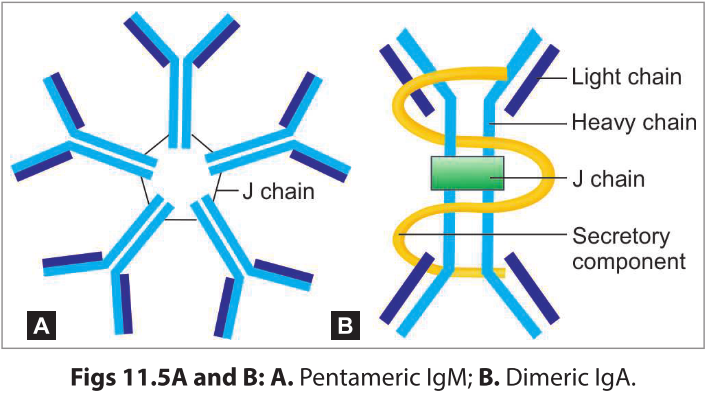 J chain
A
Light chain
Heavy chain
J chain
Secretory
component
B
Figs 11.5A and B: A. Pentameric IgM; B. Dimeric IgA.